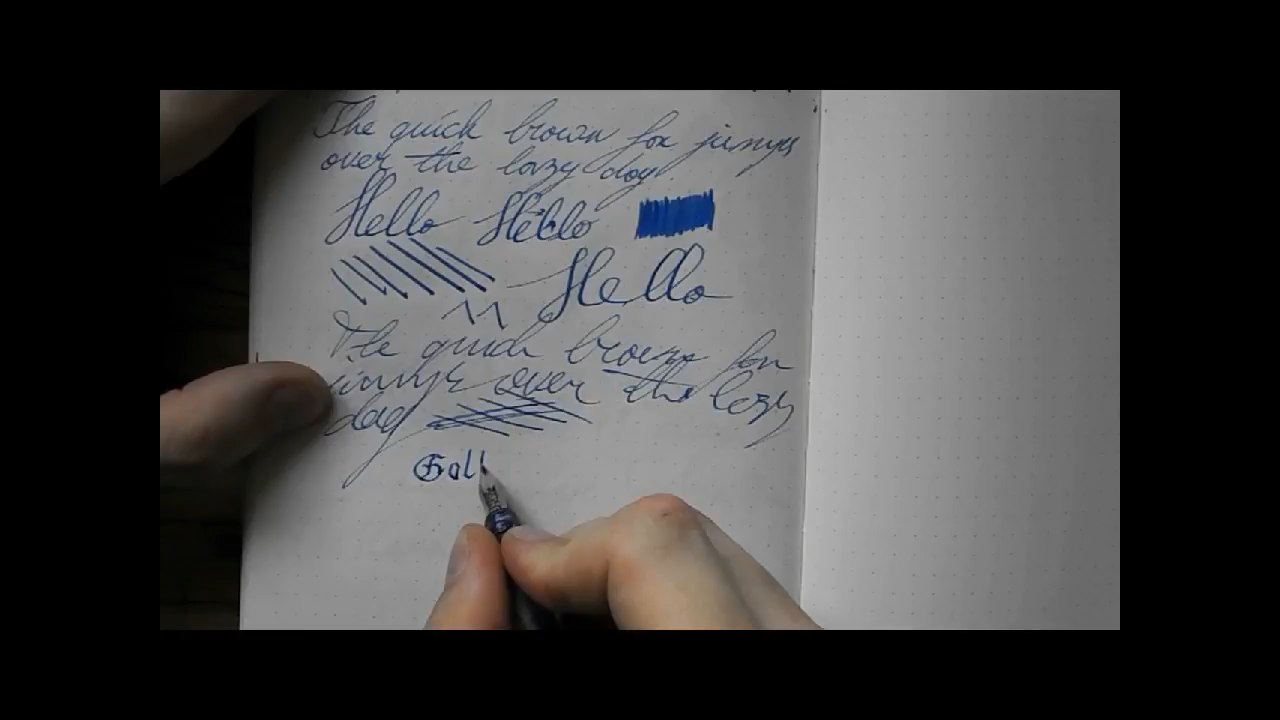 The quick brown fox jumps
over the lazy dog.
Hello Hello
Hello
The quick brown fox
jumps over the lazy
dog
Gall